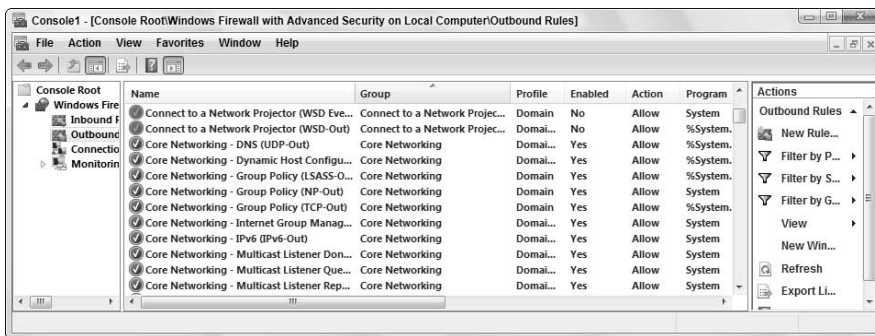 Console1 - [Console Root\Windows Firewall with Advanced Security on Local Computer\Outbound Rules]
File Action View Favorites Window Help
Console Root
Windows Fire
Inbound R
Outbound
Connectio
Monitorin
Name Group Profile Enabled Action Program
Connect to a Network Projector (WSD Eve... Connect to a Network Projec... Domain No Allow System
Connect to a Network Projector (WSD-Out) Connect to a Network Projec... Domain No Allow %System.
Core Networking - DNS (UDP-Out) Core Networking Domai... Yes Allow %System.
Core Networking - Dynamic Host Configu... Core Networking Domai... Yes Allow %System.
Core Networking - Group Policy (LSASS-O... Core Networking Domain Yes Allow %System.
Core Networking - Group Policy (NP-Out) Core Networking Domain Yes Allow System
Core Networking - Group Policy (TCP-Out) Core Networking Domain Yes Allow %System.
Core Networking - Internet Group Manag... Core Networking Domai... Yes Allow System
Core Networking - IPv6 (IPv6-Out) Core Networking Domai... Yes Allow System
Core Networking - Multicast Listener Don... Core Networking Domai... Yes Allow System
Core Networking - Multicast Listener Que... Core Networking Domai... Yes Allow System
Core Networking - Multicast Listener Rep... Core Networking Domai... Yes Allow System
Actions
Outbound Rules
New Rule...
Filter by P...
Filter by S...
Filter by G...
View
New Win...
Refresh
Export Li...